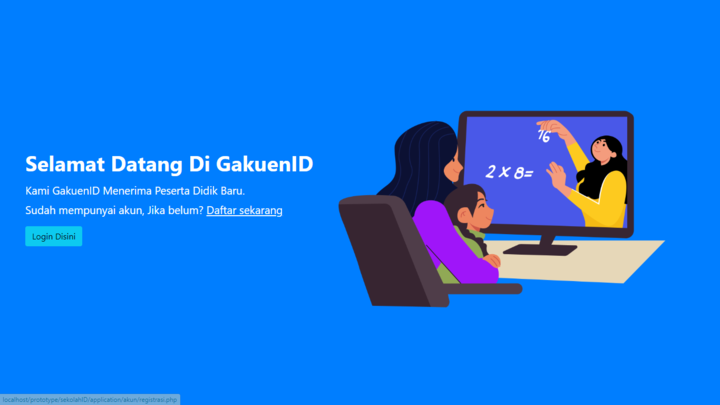 Selamat Datang Di GakuenID
Kami GakuenID Menerima Peserta Didik Baru.
Sudah mempunyai akun, Jika belum? Daftar sekarang
Login Disini
16
2 x 8=
localhost/prototype/sekolahID/application/akun/registrasi.php